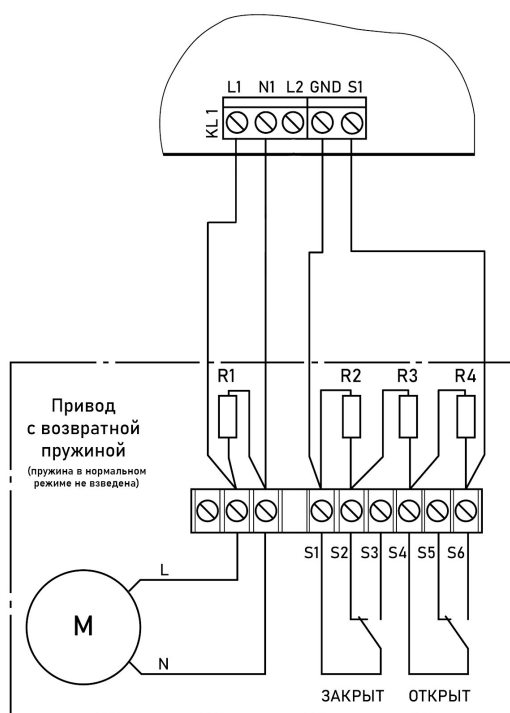 L1 N1 L2 GND S1
KL1
R1 R2 R3 R4
Привод
с возвратной
пружиной
(пружина в нормальном
режиме не взведена)
S1 S2 S3 S4 S5 S6
L
M
N
ЗАКРЫТ ОТКРЫТ